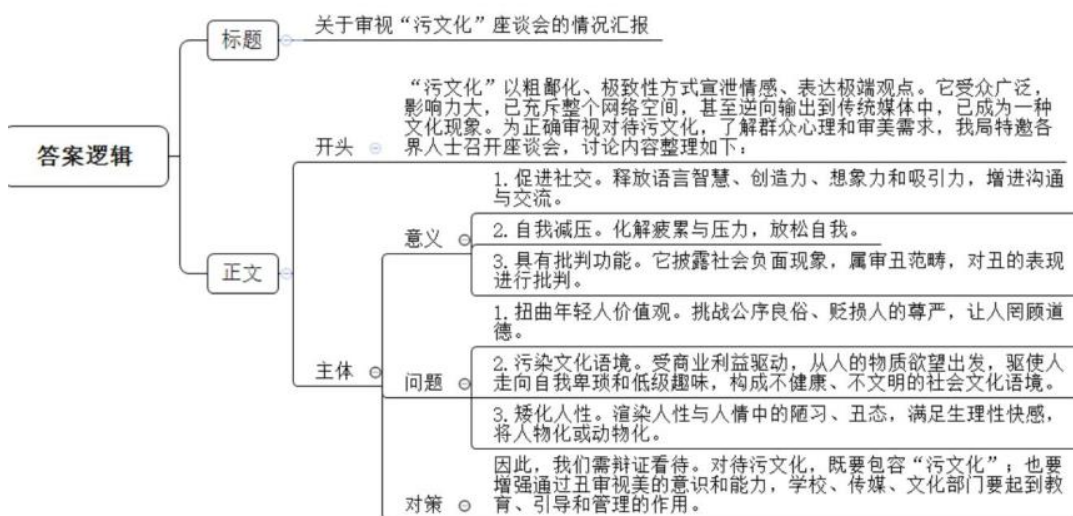 标题
关于审视“污文化”座谈会的情况汇报
答案逻辑
正文
开头
“污文化”以粗鄙化、极致性方式宣泄情感、表达极端观点。它受众广泛，
影响力大，已充斥整个网络空间，甚至逆向输出到传统媒体中，已成为一种
文化现象。为正确审视对待污文化，了解群众心理和审美需求，我局特邀各
界人士召开座谈会，讨论内容整理如下：
主体
意义
1.促进社交。释放语言智慧、创造力、想象力和吸引力，增进沟通
与交流。
2.自我减压。化解疲累与压力，放松自我。
3.具有批判功能。它披露社会负面现象，属审丑范畴，对丑的表现
进行批判。
问题
1.扭曲年轻人价值观。挑战公序良俗、贬损人的尊严，让人罔顾道
德。
2.污染文化语境。受商业利益驱动，从人的物质欲望出发，驱使人
走向自我卑琐和低级趣味，构成不健康、不文明的社会文化语境。
3.矮化人性。渲染人性与人情中的陋习、丑态，满足生理性快感，
将人物化或动物化。
对策
因此，我们需辩证看待。对待污文化，既要包容“污文化”；也要
增强通过丑审视美的意识和能力，学校、传媒、文化部门要起到教
育、引导和管理的作用。